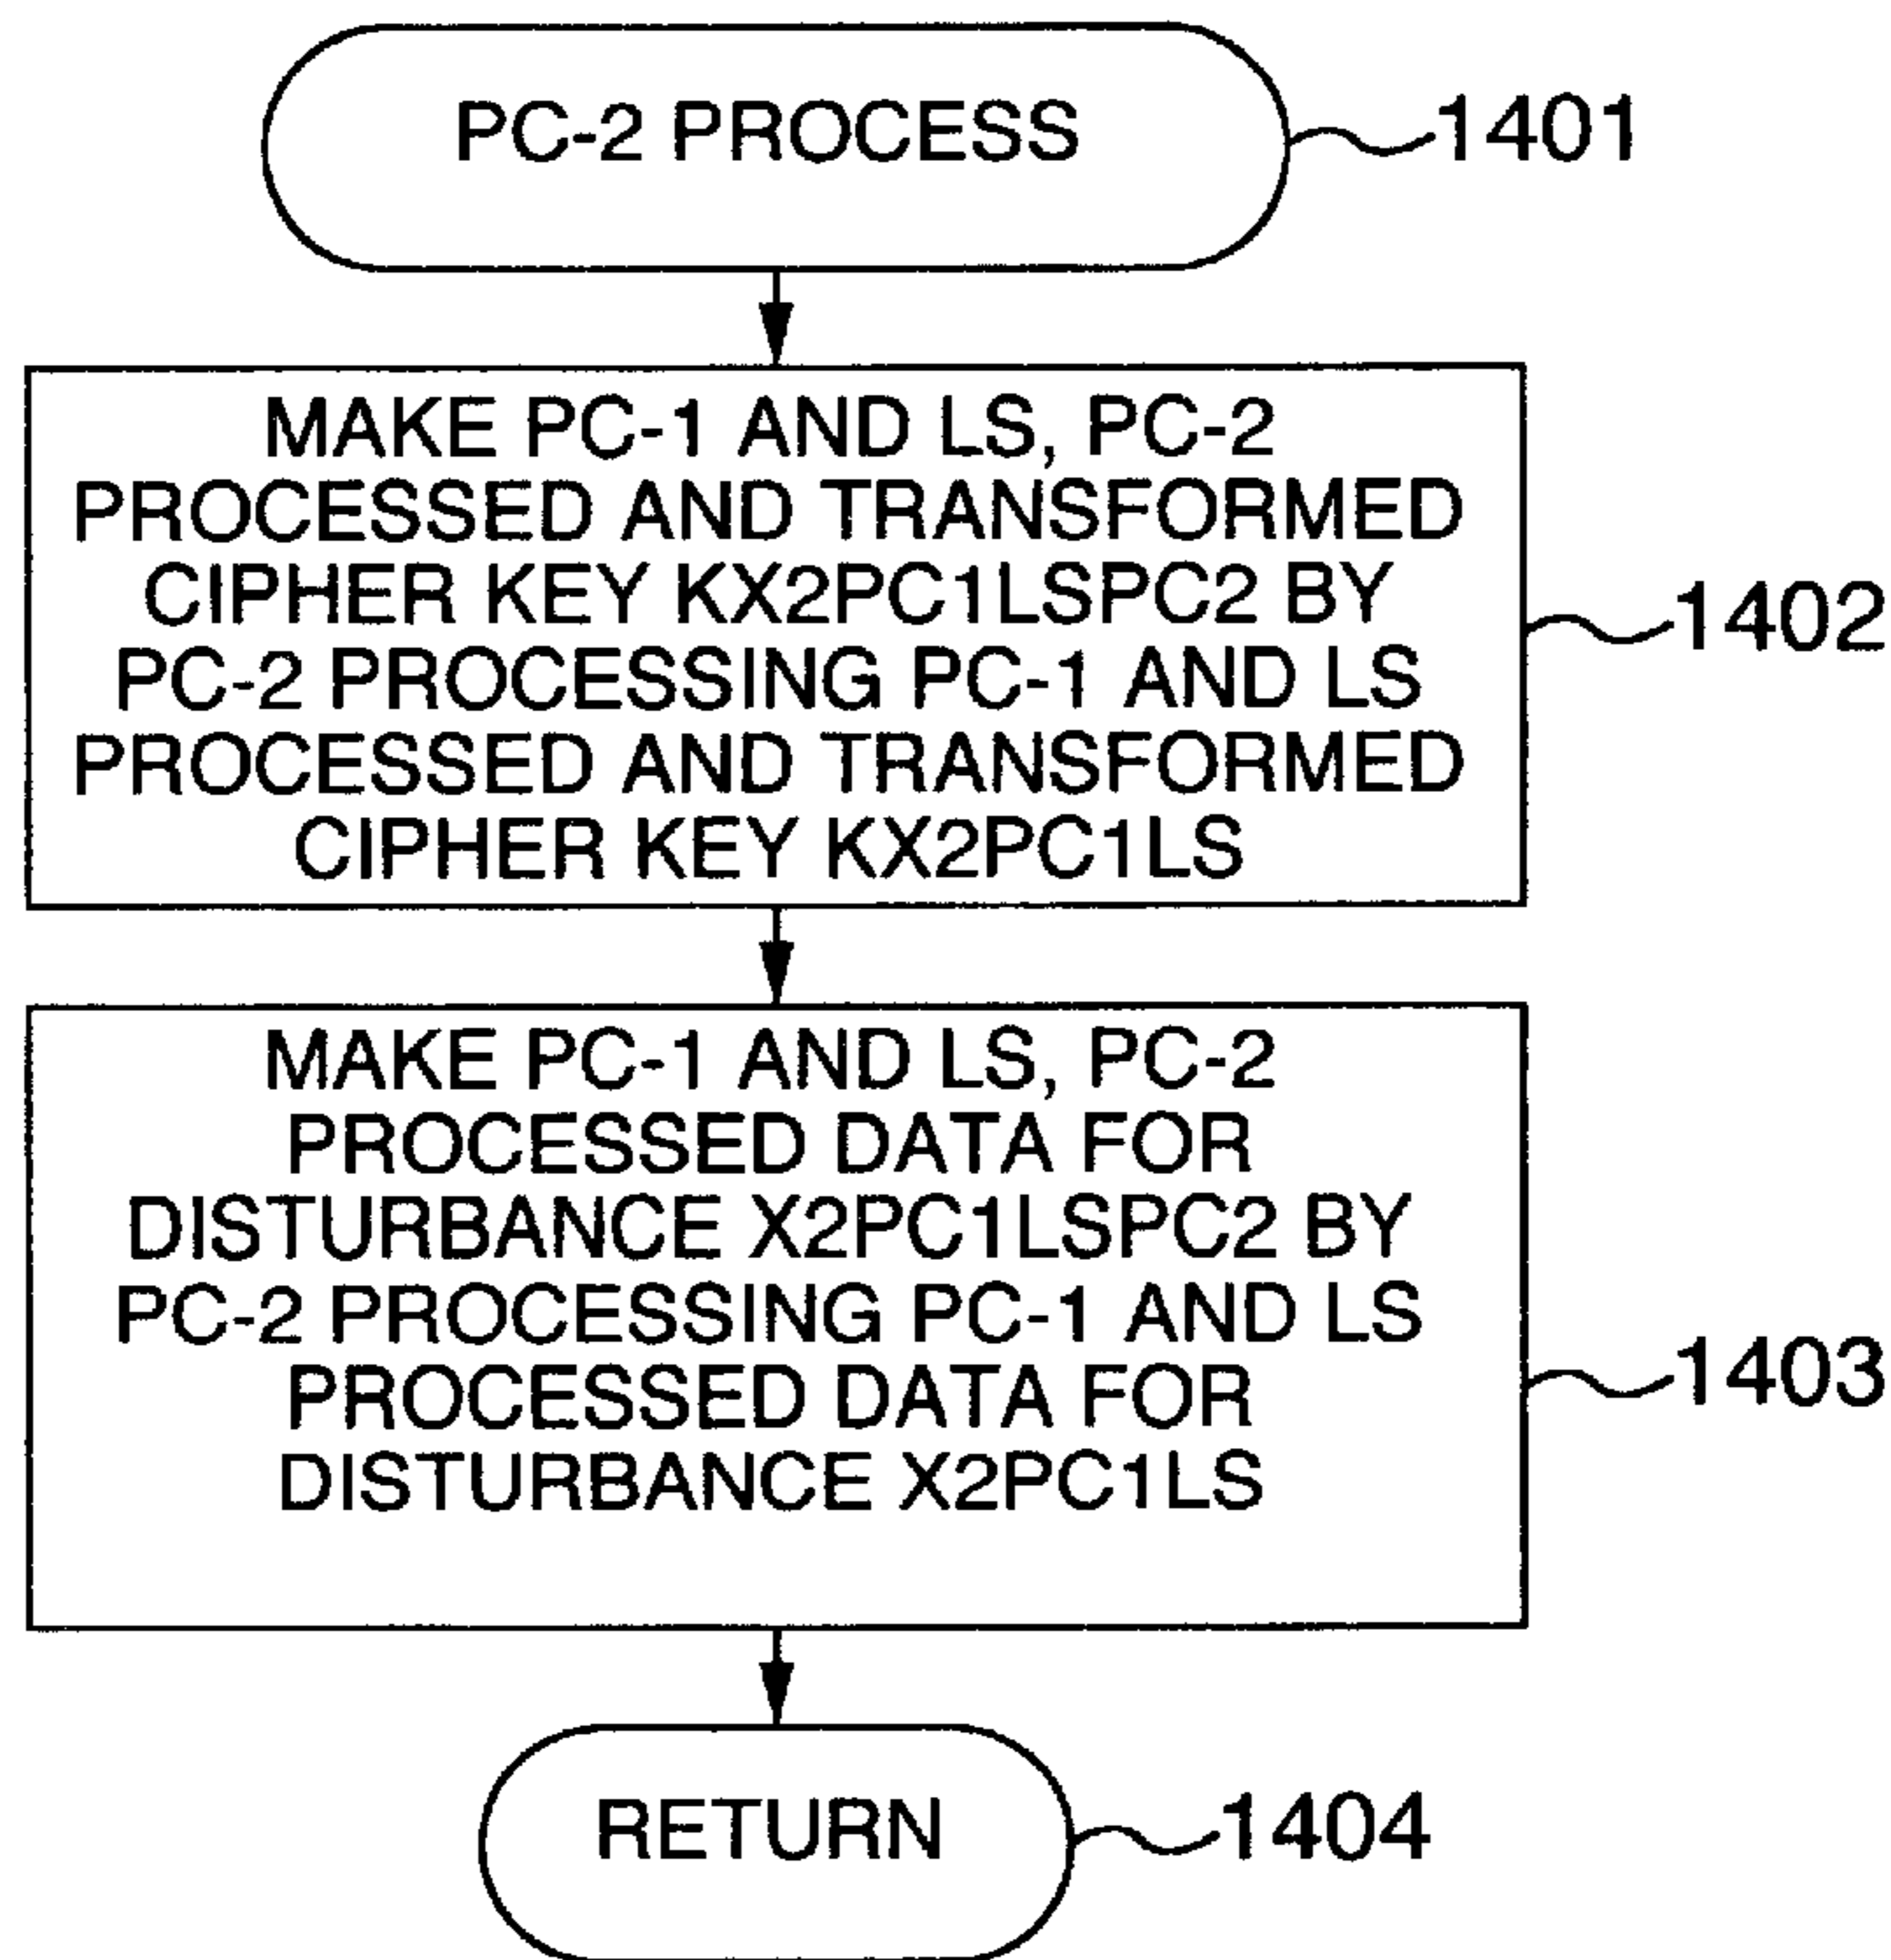 PC-2 PROCESS
1401
MAKE PC-1 AND LS, PC-2
PROCESSED AND TRANSFORMED
CIPHER KEY KX2PC1LSPC2 BY
PC-2 PROCESSING PC-1 AND LS
PROCESSED AND TRANSFORMED
CIPHER KEY KX2PC1LS
1402
MAKE PC-1 AND LS, PC-2
PROCESSED DATA FOR
DISTURBANCE X2PC1LSPC2 BY
PC-2 PROCESSING PC-1 AND LS
PROCESSED DATA FOR
DISTURBANCE X2PC1LS
1403
RETURN
1404